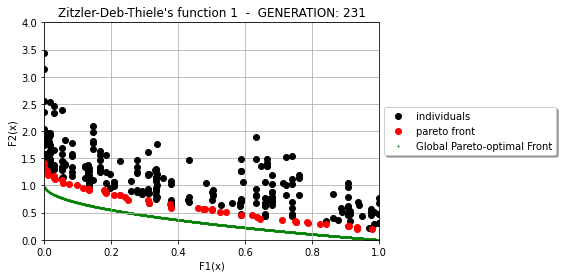 Zitzler-Deb-Thiele's function 1 - GENERATION: 231
4.0
3.5
3.0
2.5
2.0
1.5
1.0
0.5
0.0
F2(x)
0.0 0.2 0.4 0.6 0.8 1.0
F1(x)
individuals
pareto front
Global Pareto-optimal Front